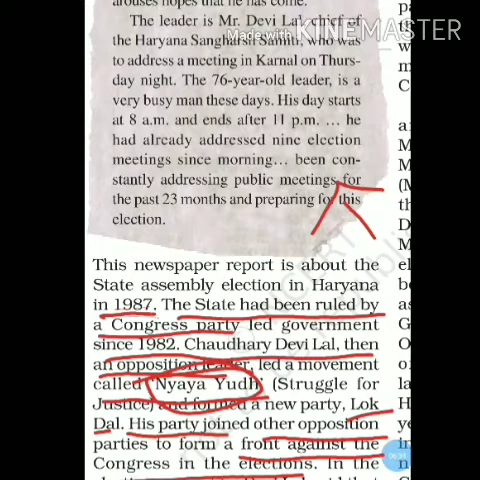 arouses hopes that he has come.
The leader is Mr. Devi Lal, chief of
the Haryana Sangharsh Samiti, who was
to address a meeting in Karnal on Thurs-
day night. The 76-year-old leader, is a
very busy man these days. His day starts
at 8 a.m. and ends after 11 p.m. ... he
had already addressed nine election
meetings since morning... been con-
stantly addressing public meetings for
the past 23 months and preparing for this
election.
This newspaper report is about the
State assembly election in Haryana
in 1987. The State had been ruled by
a Congress party led government
since 1982. Chaudhary Devi Lal, then
an opposition leader, led a movement
called 'Nyaya Yudh' (Struggle for
Justice) and formed a new party, Lok
Dal. His party joined other opposition
parties to form a front against the
Congress in the elections. In the
Made with KINEMASTER